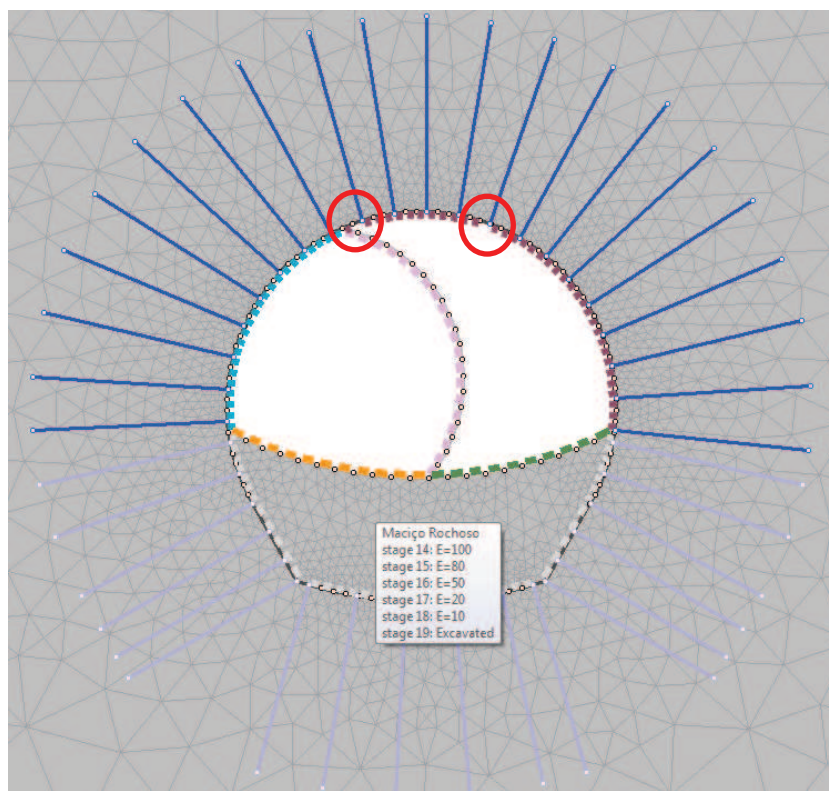 Maciço Rochoso
stage 14: E=100
stage 15: E=80
stage 16: E=50
stage 17: E=20
stage 18: E=10
stage 19: Excavated